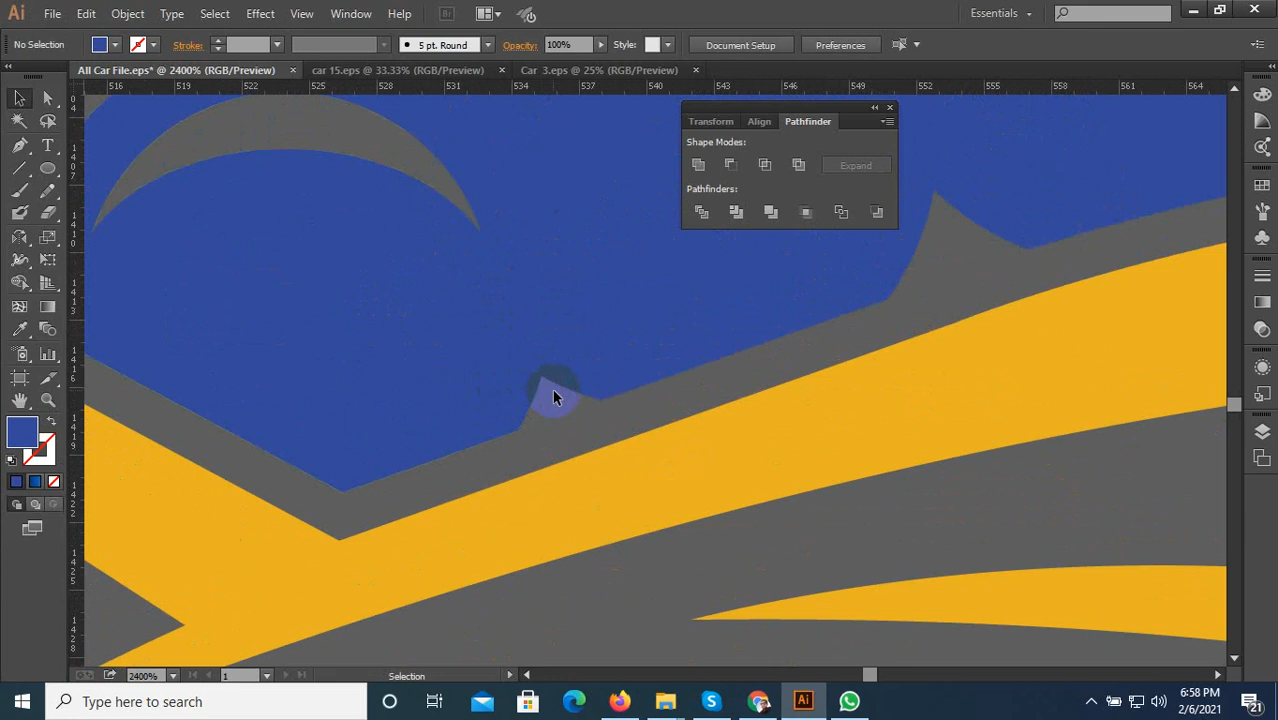 Ai File Edit Object Type Select Effect View Window Help Br Essentials
No Selection Stroke: 5 pt. Round Opacity: 100% Style: Document Setup Preferences
All Car File.eps* @ 2400% (RGB/Preview) × car 15.eps @ 33.33% (RGB/Preview) × Car 3.eps @ 25% (RGB/Preview) ×
516 519 522 525 528 531 534 537 540 543 546 549 552 555 558 561 564
Transform Align Pathfinder
Shape Modes:
Expand
Pathfinders:
2400% 1 Selection
Type here to search
S
Ai
6:58 PM
2/6/2021
21